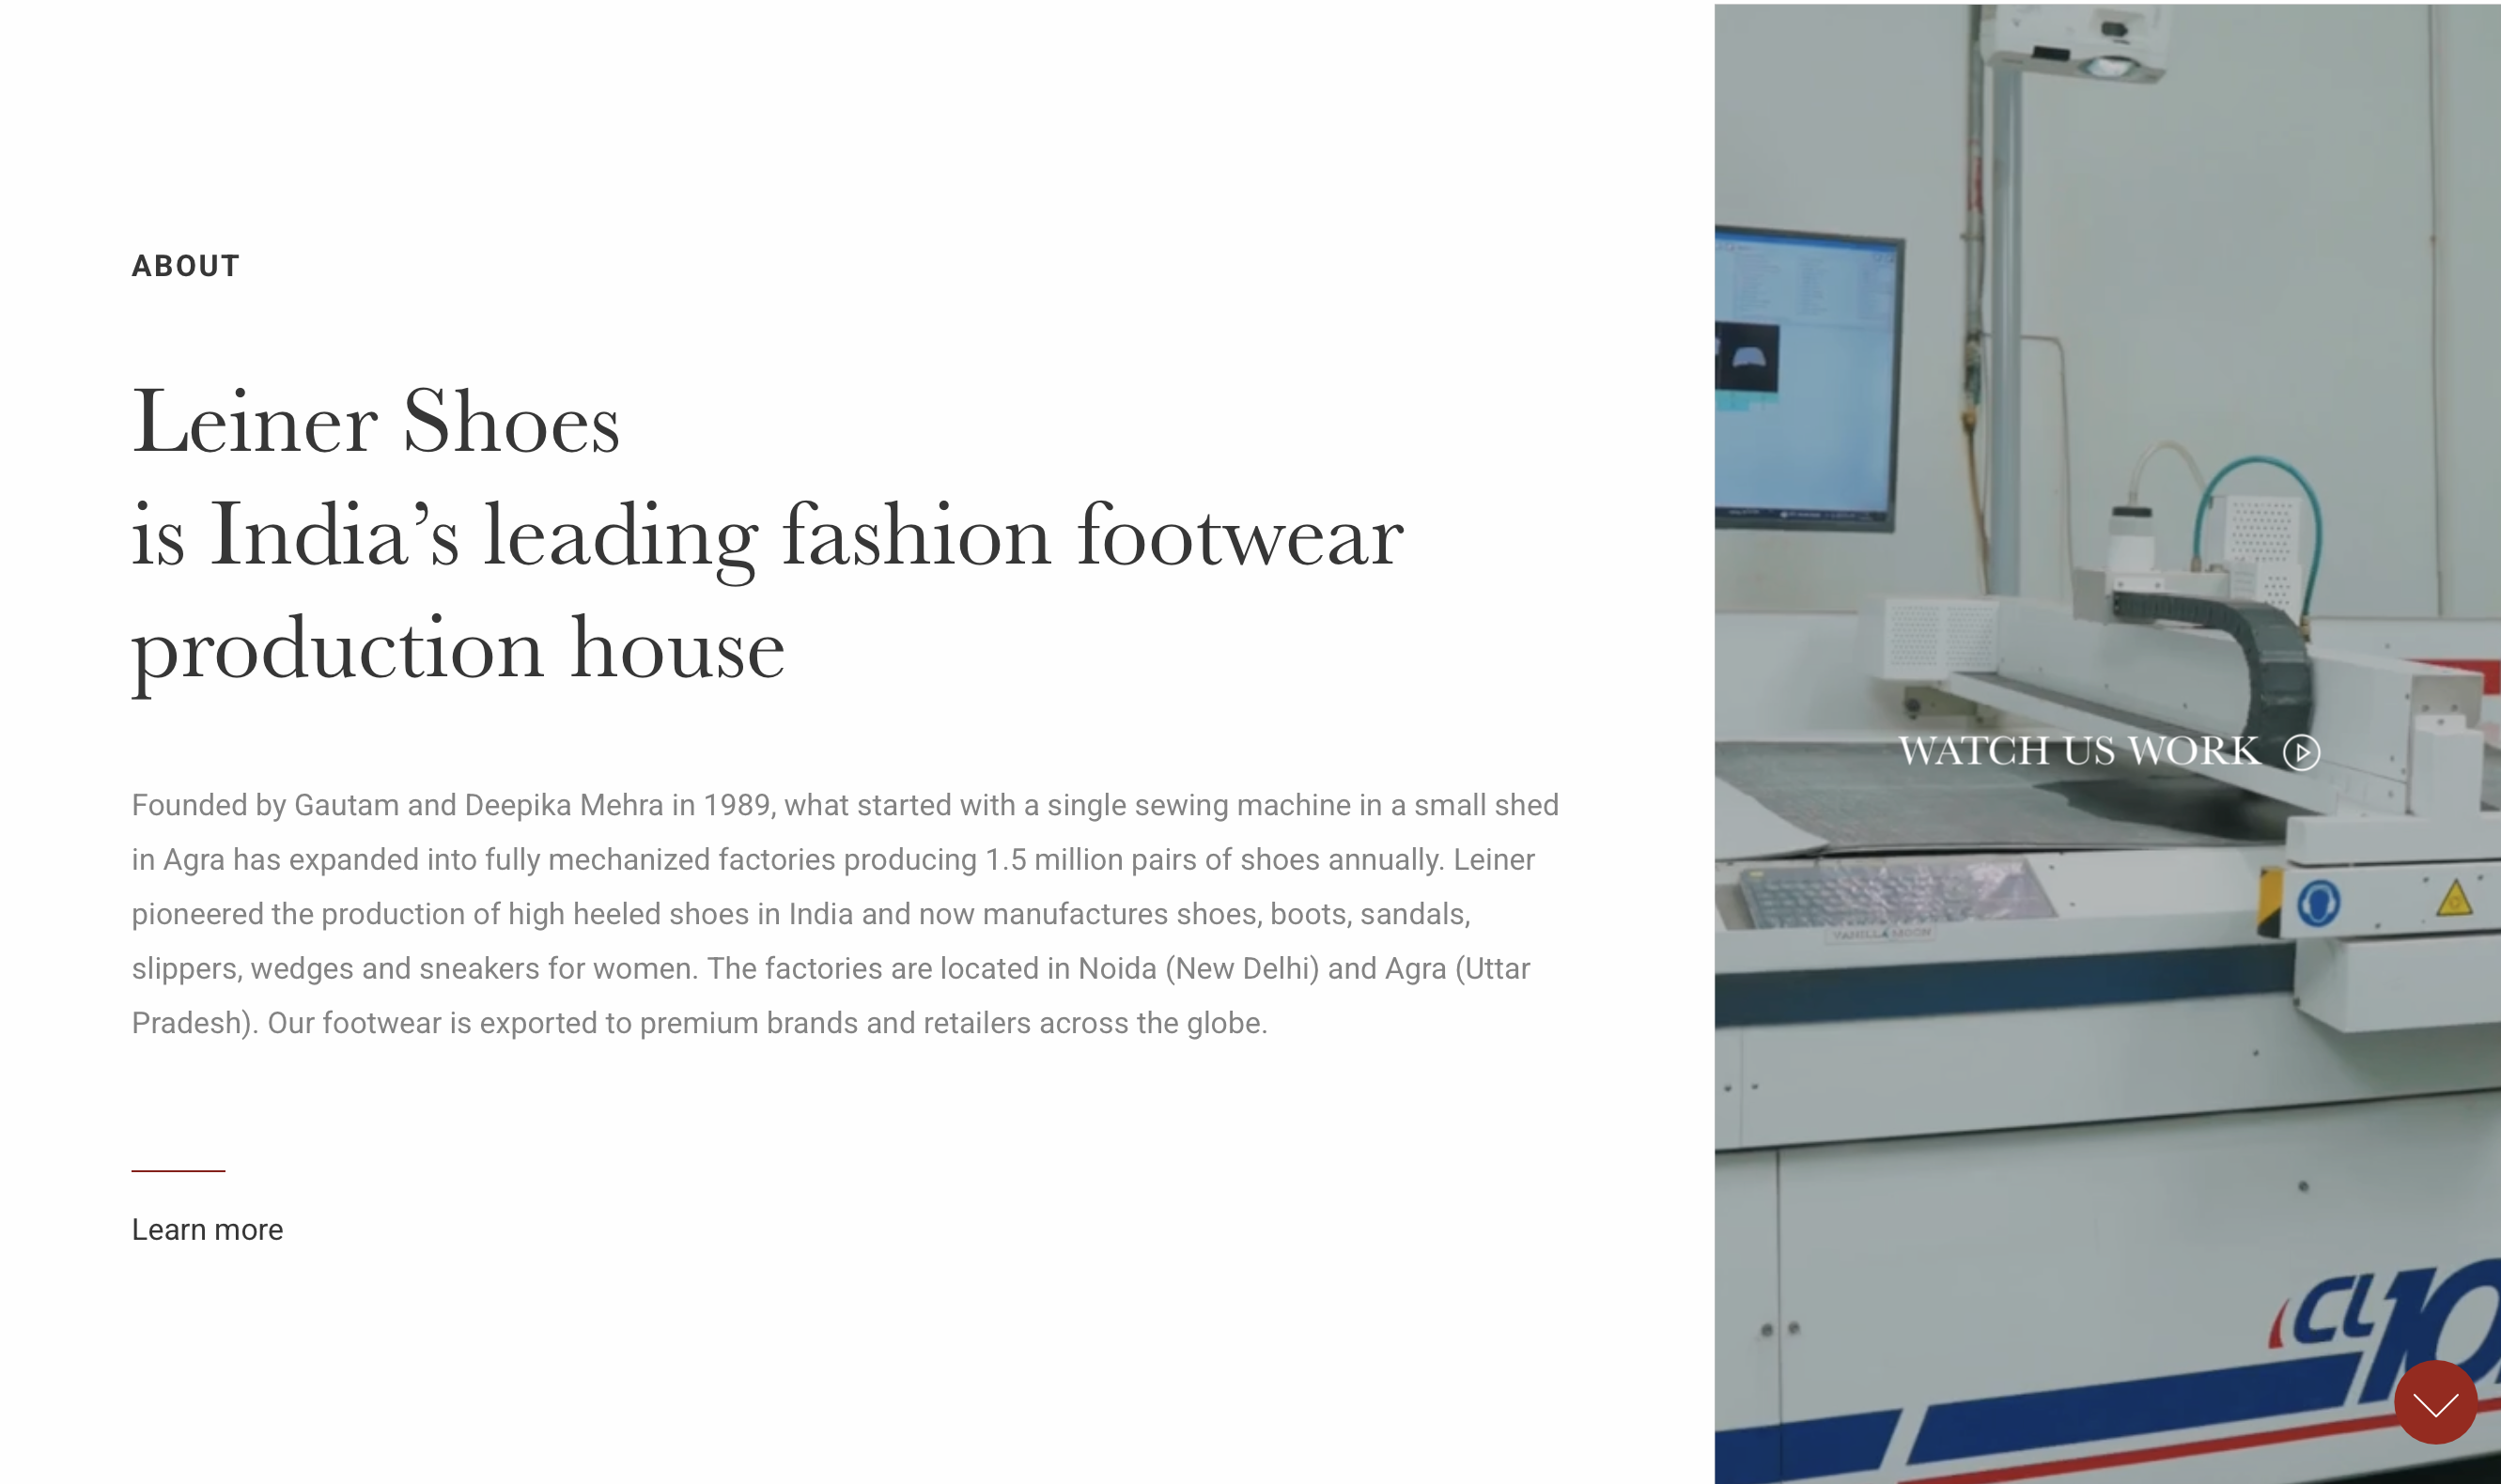 ABOUT
Leiner Shoes
is India’s leading fashion footwear
production house
Founded by Gautam and Deepika Mehra in 1989, what started with a single sewing machine in a small shed
in Agra has expanded into fully mechanized factories producing 1.5 million pairs of shoes annually. Leiner
pioneered the production of high heeled shoes in India and now manufactures shoes, boots, sandals,
slippers, wedges and sneakers for women. The factories are located in Noida (New Delhi) and Agra (Uttar
Pradesh). Our footwear is exported to premium brands and retailers across the globe.
Learn more
WATCH US WORK
VANILLA MOON
CL10